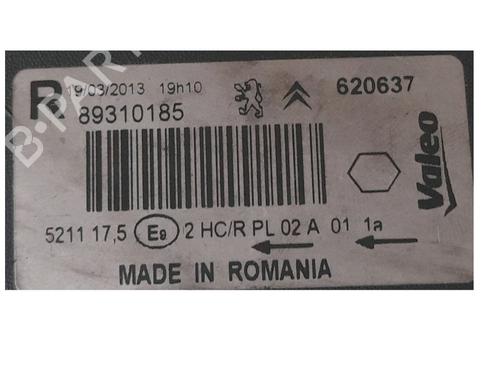 R 19/03/2013 19h10 620637
89310185
Valeo
5211 17,5 E9 2 HC/R PL 02 A 01 1a
MADE IN ROMANIA
B-PARTS